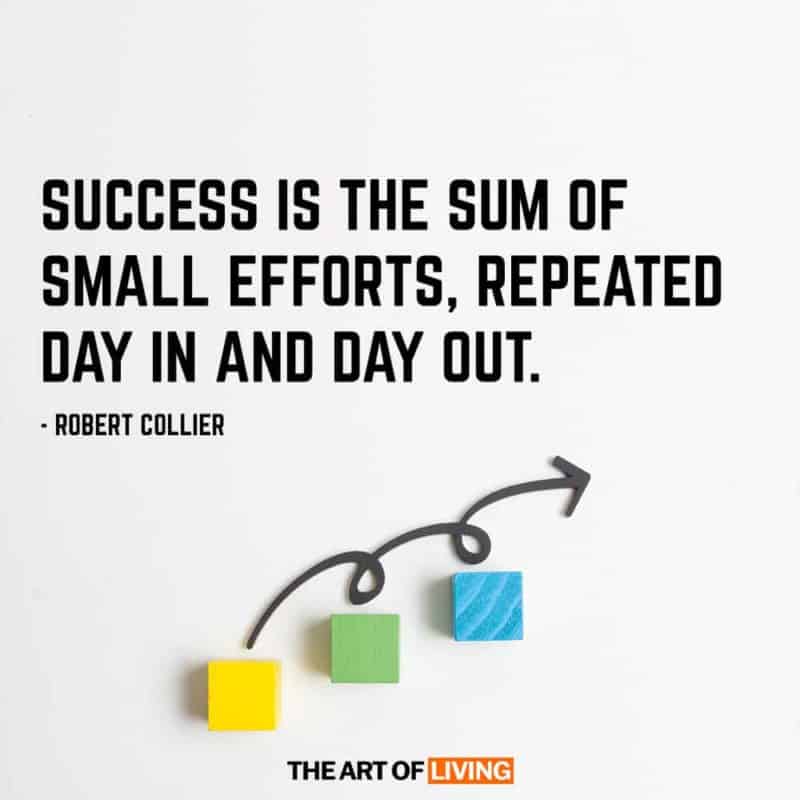 SUCCESS IS THE SUM OF
SMALL EFFORTS, REPEATED
DAY IN AND DAY OUT.
- ROBERT COLLIER
THE ART OF LIVING